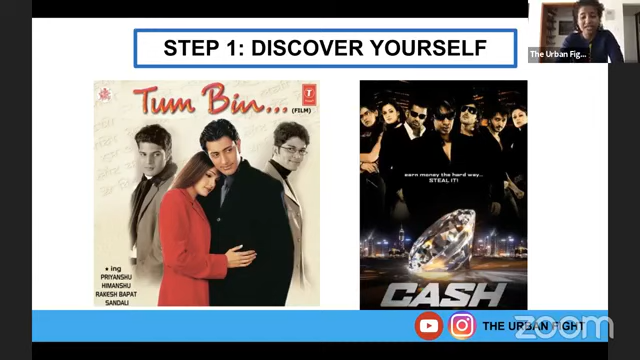 STEP 1: DISCOVER YOURSELF
The Urban Fig...
Tum Bin...
(FILM)
T
ing
PRIYANSHU
HIMANSHU
RAKESH BAPAT
SANDALI
earn money the hard way...
STEAL IT!
CASH
THE URBAN FIGHT
zoom